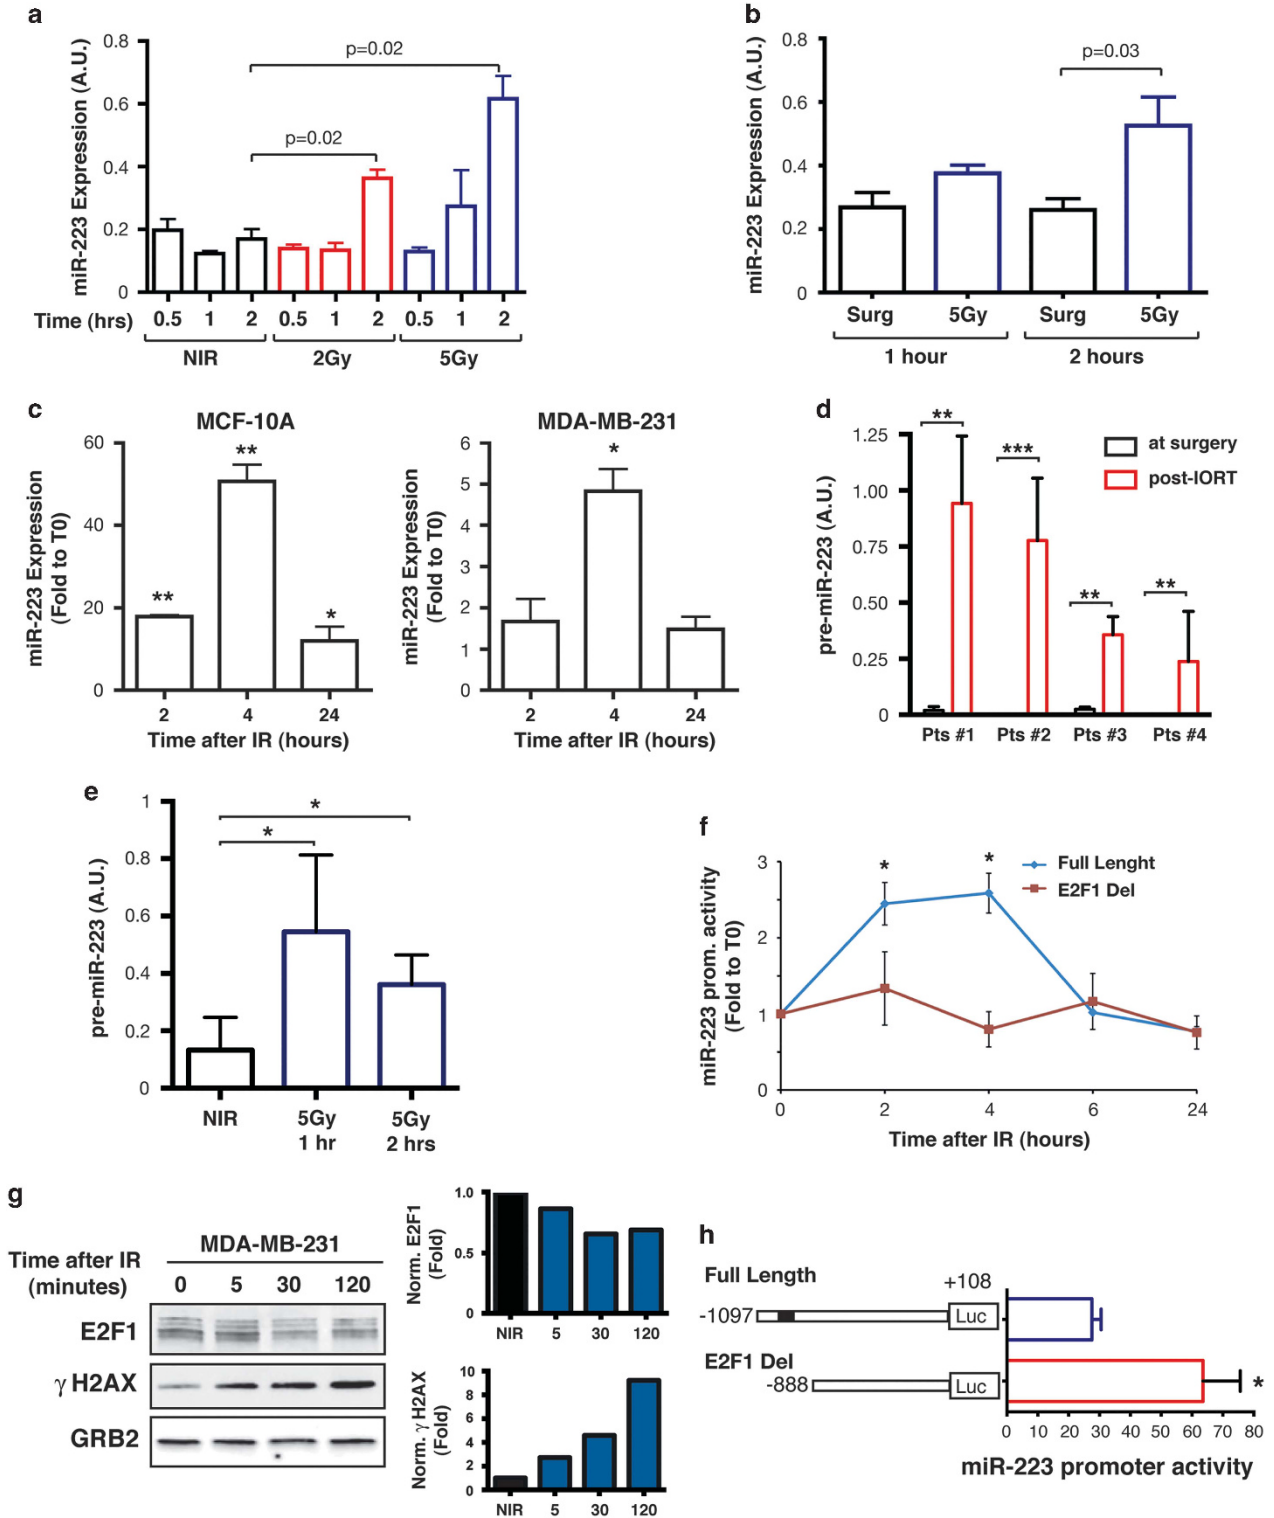 a
miR-223 Expression (A.U.)
0.8
0.6
0.4
0.2
0
p=0.02
p=0.02
Time (hrs) 0.5 1 2 0.5 1 2 0.5 1 2
NIR 2Gy 5Gy
b
miR-223 Expression (A.U.)
0.8
0.6
0.4
0.2
0
p=0.03
Surg 5Gy Surg 5Gy
1 hour 2 hours
c
MCF-10A
miR-223 Expression
(Fold to T0)
60
40
20
0
** ** *
2 4 24
Time after IR (hours)
MDA-MB-231
miR-223 Expression
(Fold to T0)
6
5
4
3
2
1
0
*
2 4 24
Time after IR (hours)
d
pre-miR-223 (A.U.)
1.25
1.00
0.75
0.50
0.25
0
** *** ** **
at surgery
post-IORT
Pts #1 Pts #2 Pts #3 Pts #4
e
pre-miR-223 (A.U.)
1
0.8
0.6
0.4
0.2
0
*
*
NIR 5Gy 5Gy
1 hr 2 hrs
f
miR-223 prom. activity
(Fold to T0)
3
2
1
0
* *
Full Lenght
E2F1 Del
0 2 4 6 24
Time after IR (hours)
g
MDA-MB-231
Time after IR
(minutes)
0 5 30 120
E2F1
γ H2AX
GRB2
Norm. E2F1
(Fold)
1.0
0.5
0
NIR 5 30 120
Norm. γ H2AX
(Fold)
10
8
6
4
2
0
NIR 5 30 120
h
Full Length
+108
-1097
Luc
E2F1 Del
-888
Luc
*
0 10 20 30 40 50 60 70 80
miR-223 promoter activity